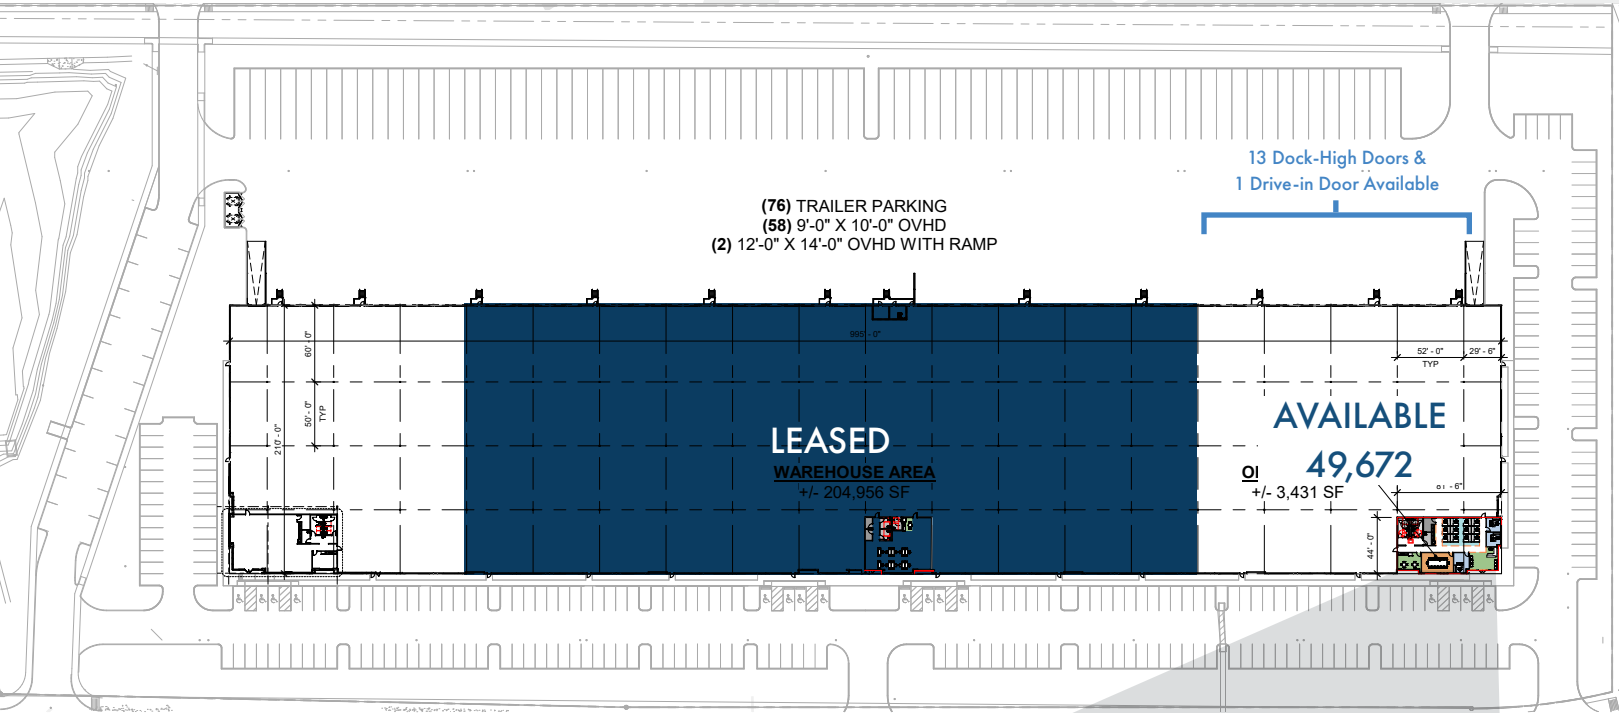 13 Dock-High Doors &
1 Drive-in Door Available
(76) TRAILER PARKING
(58) 9'-0" X 10'-0" OVHD
(2) 12'-0" X 14'-0" OVHD WITH RAMP
995' - 0"
60' - 0"
52' - 0"
29' - 6"
TYP
50' - 0"
TYP
210' - 0"
AVAILABLE
49,672
LEASED
WAREHOUSE AREA
+/- 204,956 SF
+/- 3,431 SF
44' - 0"